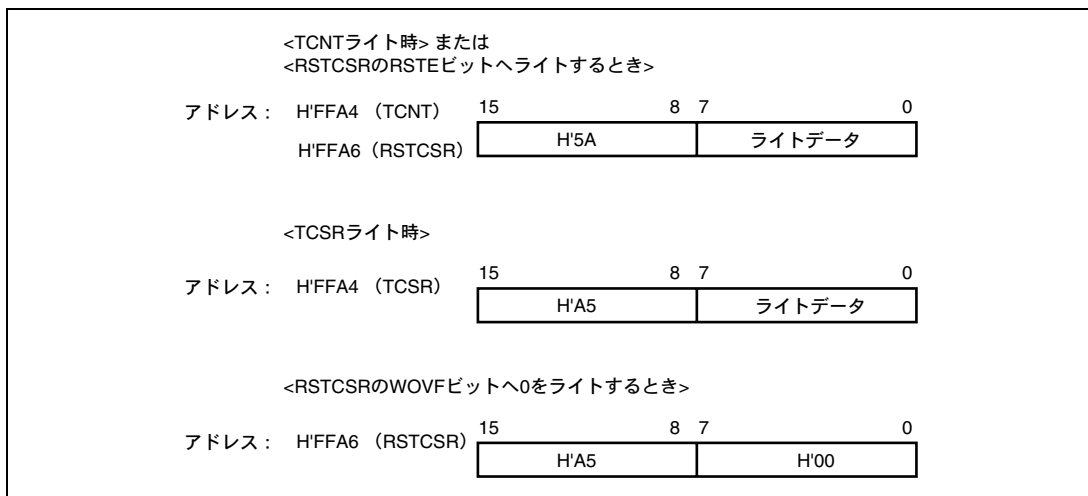 <TCNTライト時> または
<RSTCSRのRSTEビットへライトするとき>
アドレス： H'FFA4 （TCNT） 15 8 7 0
H'FFA6（RSTCSR） H'5A ライトデータ
<TCSRライト時>
15 8 7 0
アドレス： H'FFA4 （TCSR）
H'A5 ライトデータ
<RSTCSRのWOVFビットへ0をライトするとき>
15 8 7 0
アドレス： H'FFA6 （RSTCSR）
H'A5 H'00